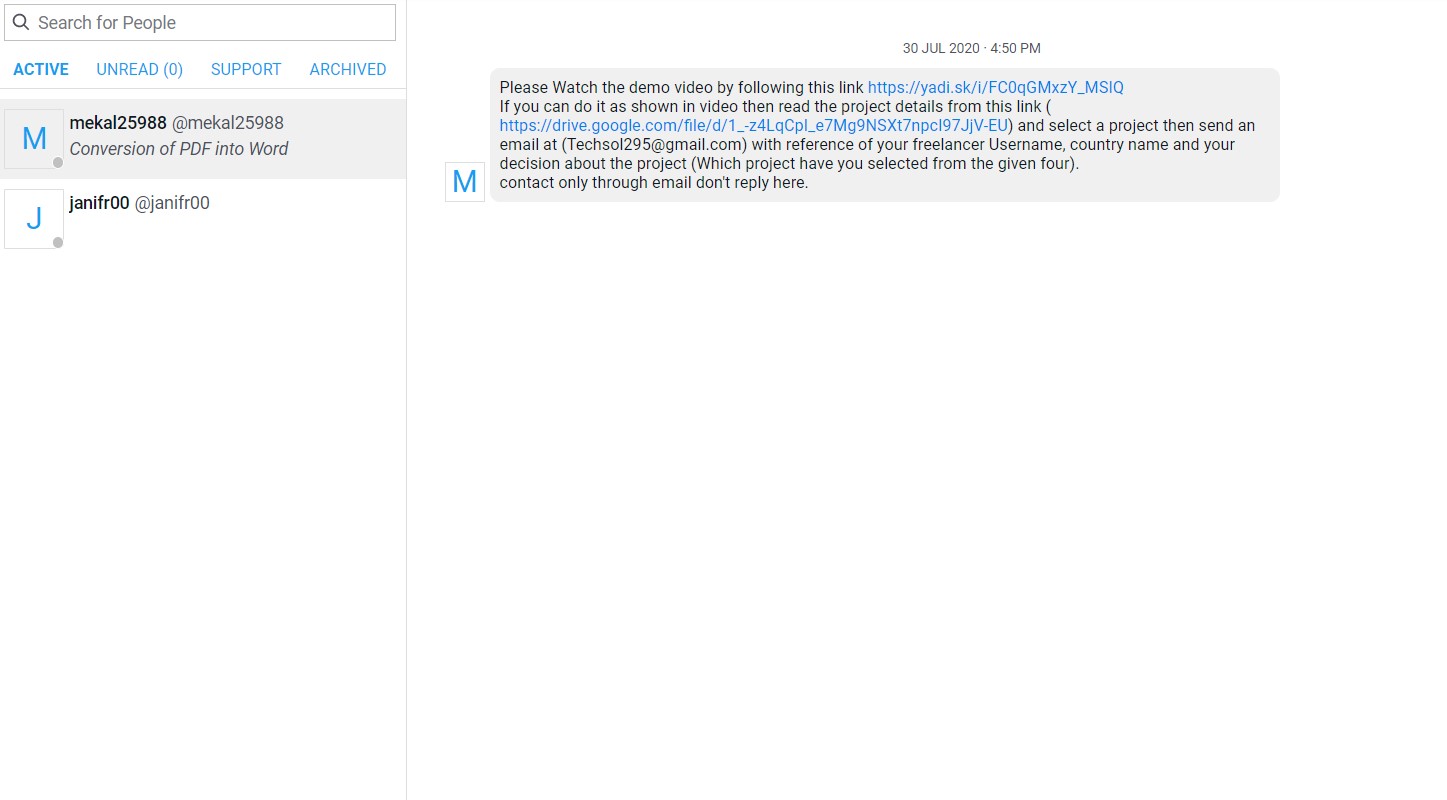 Search for People
ACTIVE UNREAD (0) SUPPORT ARCHIVED
M
mekal25988 @mekal25988
Conversion of PDF into Word
J
janifr00 @janifr00
30 JUL 2020 · 4:50 PM
Please Watch the demo video by following this link https://yadi.sk/i/FC0qGMxzY_MSlQ
If you can do it as shown in video then read the project details from this link (
https://drive.google.com/file/d/1_-z4LqCpl_e7Mg9NSXt7npcI97JjV-EU) and select a project then send an
email at (Techsol295@gmail.com) with reference of your freelancer Username, country name and your
decision about the project (Which project have you selected from the given four).
contact only through email don't reply here.
M